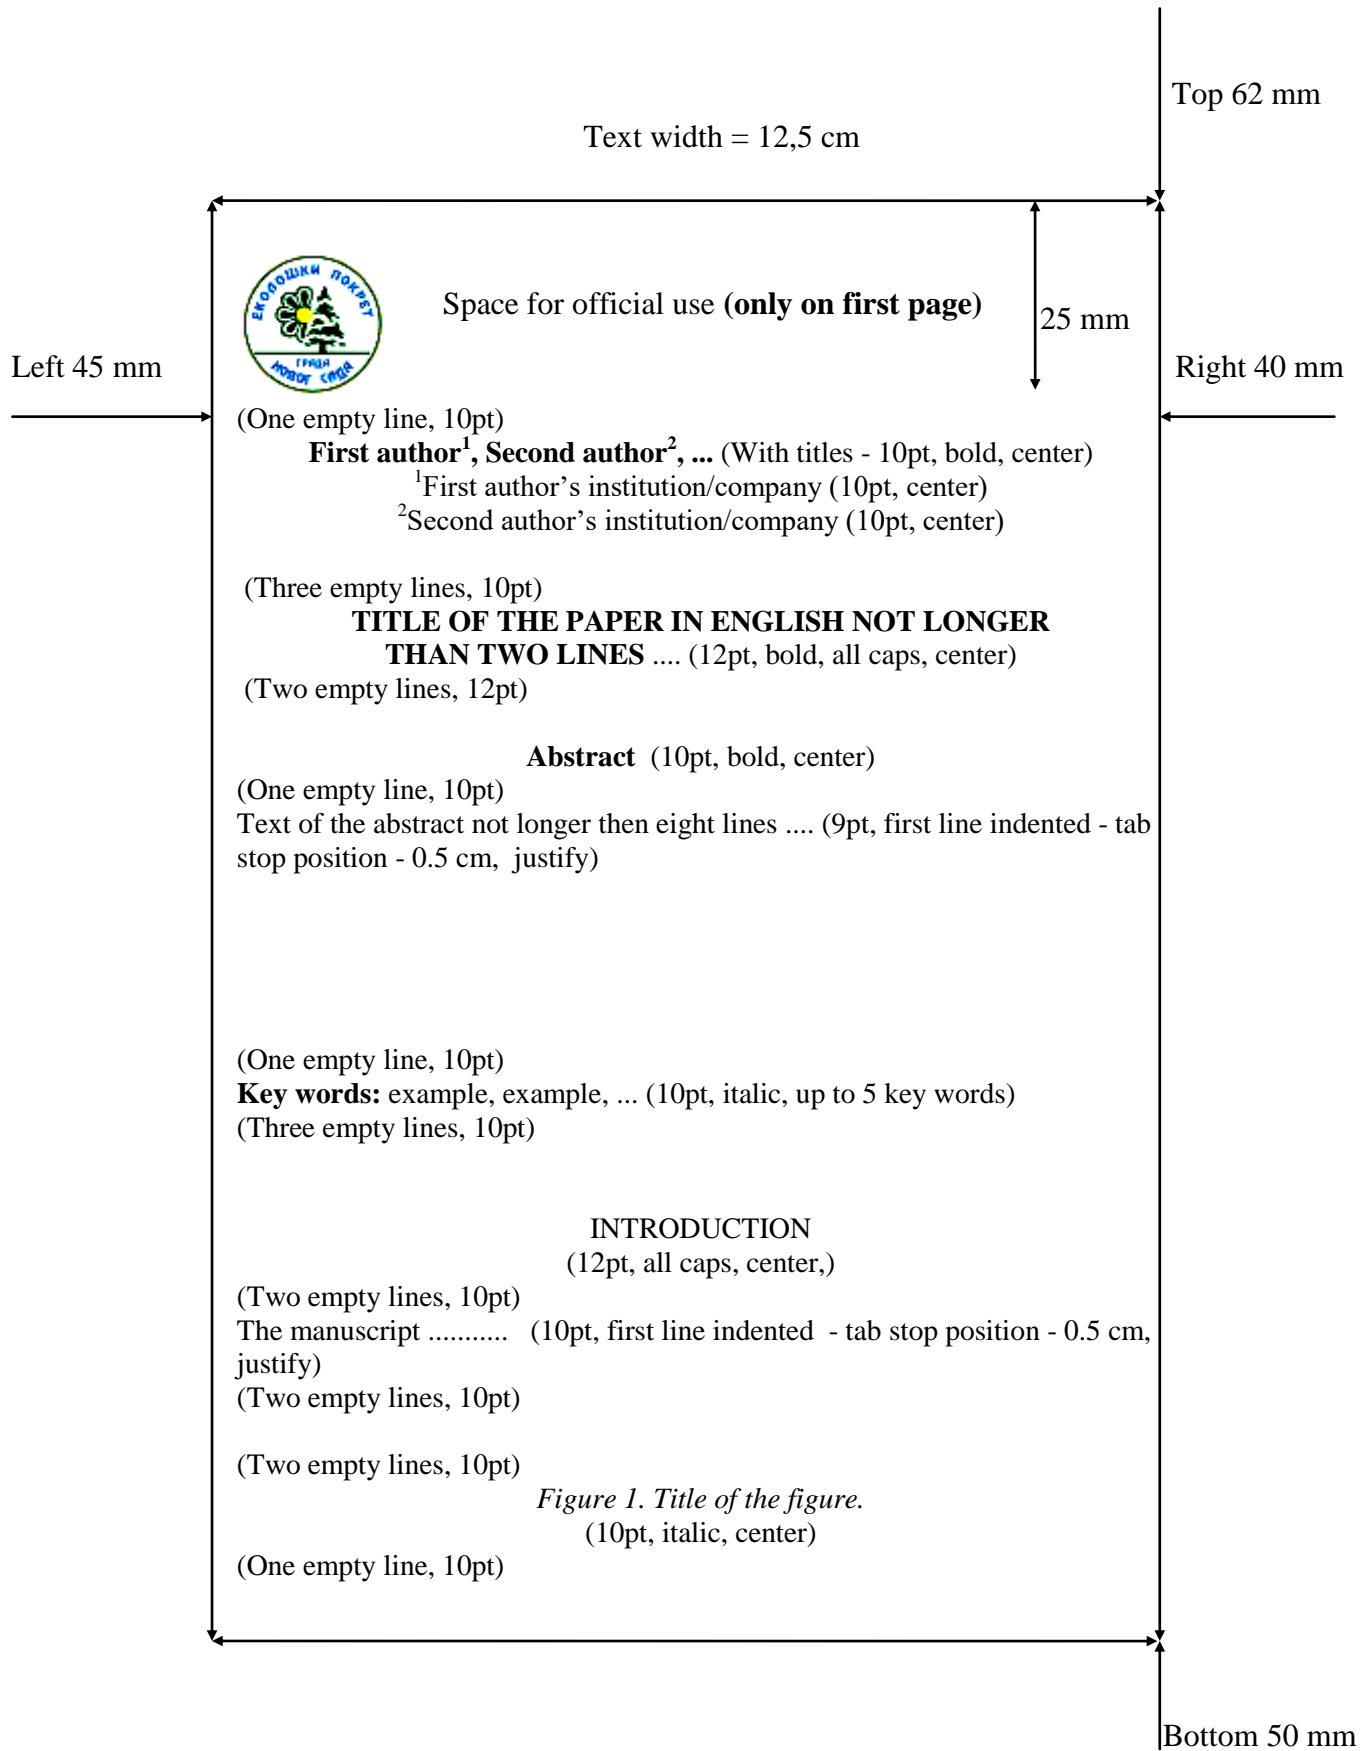 Top 62 mm
Text width = 12,5 cm
ЕКОЛОШКИ ПОКРЕТ
ГРАДА
НОВОГ САДА
Space for official use (only on first page)
25 mm
Left 45 mm
Right 40 mm
(One empty line, 10pt)
First author1, Second author2, ... (With titles - 10pt, bold, center)
1First author’s institution/company (10pt, center)
2Second author’s institution/company (10pt, center)
(Three empty lines, 10pt)
TITLE OF THE PAPER IN ENGLISH NOT LONGER
THAN TWO LINES .... (12pt, bold, all caps, center)
(Two empty lines, 12pt)
Abstract (10pt, bold, center)
(One empty line, 10pt)
Text of the abstract not longer then eight lines .... (9pt, first line indented - tab
stop position - 0.5 cm, justify)
(One empty line, 10pt)
Key words: example, example, ... (10pt, italic, up to 5 key words)
(Three empty lines, 10pt)
INTRODUCTION
(12pt, all caps, center,)
(Two empty lines, 10pt)
The manuscript ........... (10pt, first line indented - tab stop position - 0.5 cm,
justify)
(Two empty lines, 10pt)
(Two empty lines, 10pt)
Figure 1. Title of the figure.
(10pt, italic, center)
(One empty line, 10pt)
Bottom 50 mm